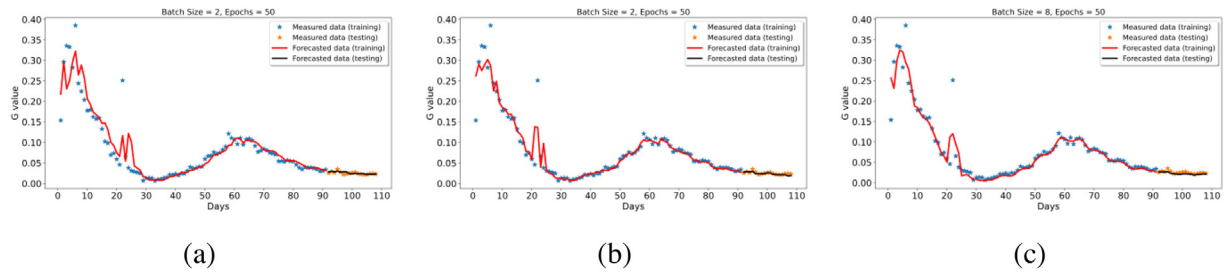 Batch Size = 2, Epochs = 50
0.40
0.35
0.30
0.25
0.20
0.15
0.10
0.05
0.00
G value
0 10 20 30 40 50 60 70 80 90 100 110
Days
Measured data (training)
Measured data (testing)
Forecasted data (training)
Forecasted data (testing)
(a)
Batch Size = 2, Epochs = 50
0.40
0.35
0.30
0.25
0.20
0.15
0.10
0.05
0.00
G value
0 10 20 30 40 50 60 70 80 90 100 110
Days
Measured data (training)
Measured data (testing)
Forecasted data (training)
Forecasted data (testing)
(b)
Batch Size = 8, Epochs = 50
0.40
0.35
0.30
0.25
0.20
0.15
0.10
0.05
0.00
G value
0 10 20 30 40 50 60 70 80 90 100 110
Days
Measured data (training)
Measured data (testing)
Forecasted data (training)
Forecasted data (testing)
(c)